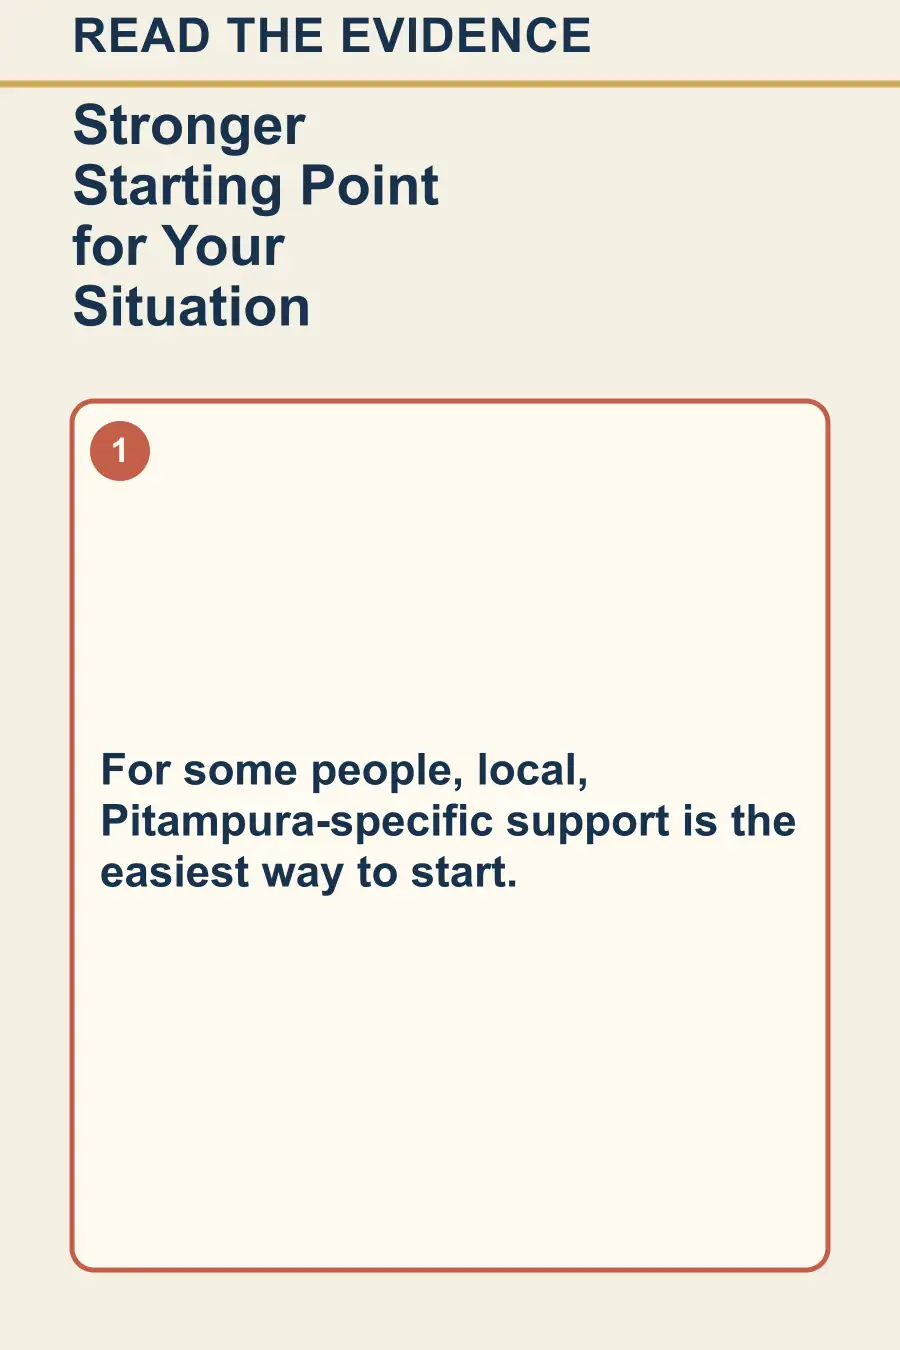 READ THE EVIDENCE
Stronger
Starting Point
for Your
Situation
1
For some people, local,
Pitampura-specific support is the
easiest way to start.